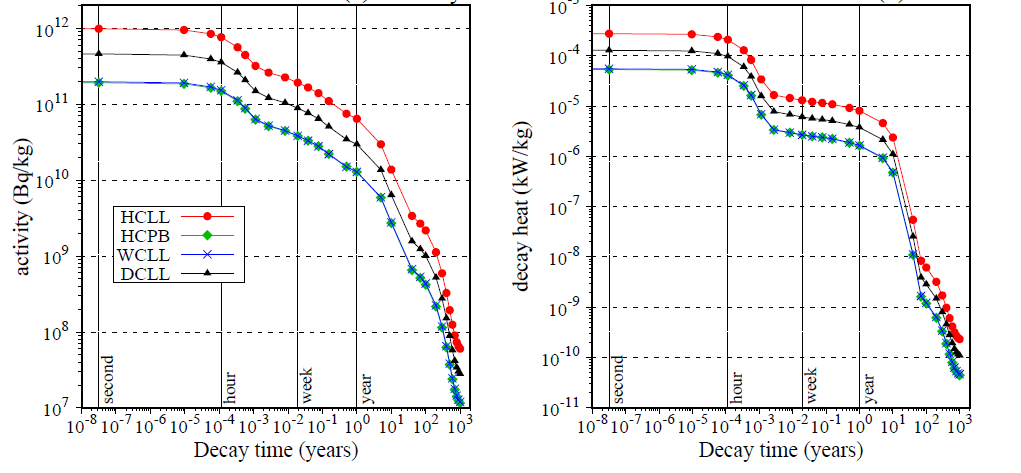 10^12
10^11
10^10
10^9
10^8
10^7
activity (Bq/kg)
HCLL
HCPB
WCLL
DCLL
second
hour
week
year
10^-8 10^-7 10^-6 10^-5 10^-4 10^-3 10^-2 10^-1 10^0 10^1 10^2 10^3
Decay time (years)
10^-3
10^-4
10^-5
10^-6
10^-7
10^-8
10^-9
10^-10
10^-11
decay heat (kW/kg)
second
hour
week
year
10^-8 10^-7 10^-6 10^-5 10^-4 10^-3 10^-2 10^-1 10^0 10^1 10^2 10^3
Decay time (years)